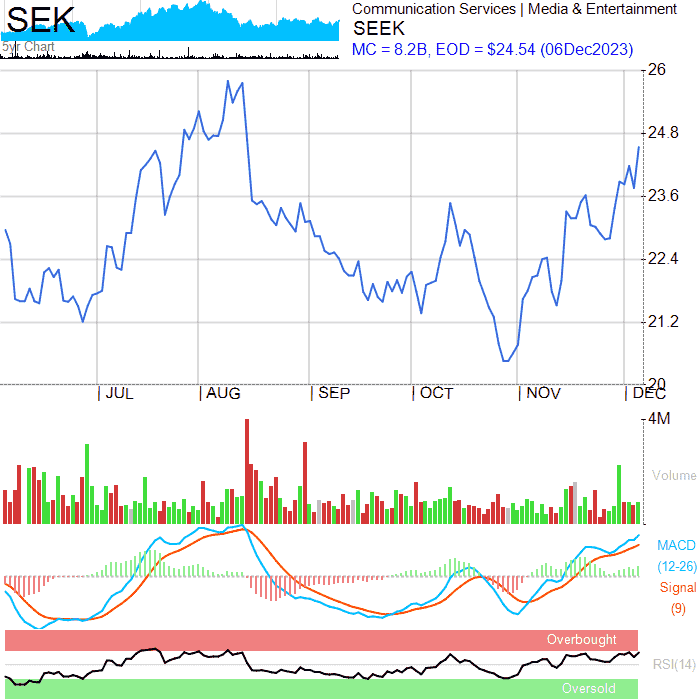 SEK
5yr Chart
Communication Services | Media & Entertainment
SEEK
MC = 8.2B, EOD = $24.54 (06Dec2023)
26
24.8
23.6
22.4
21.2
20
| JUL | AUG | SEP | OCT | NOV | DEC
4M
Volume
MACD
(12-26)
Signal
(9)
Overbought
RSI(14)
Oversold